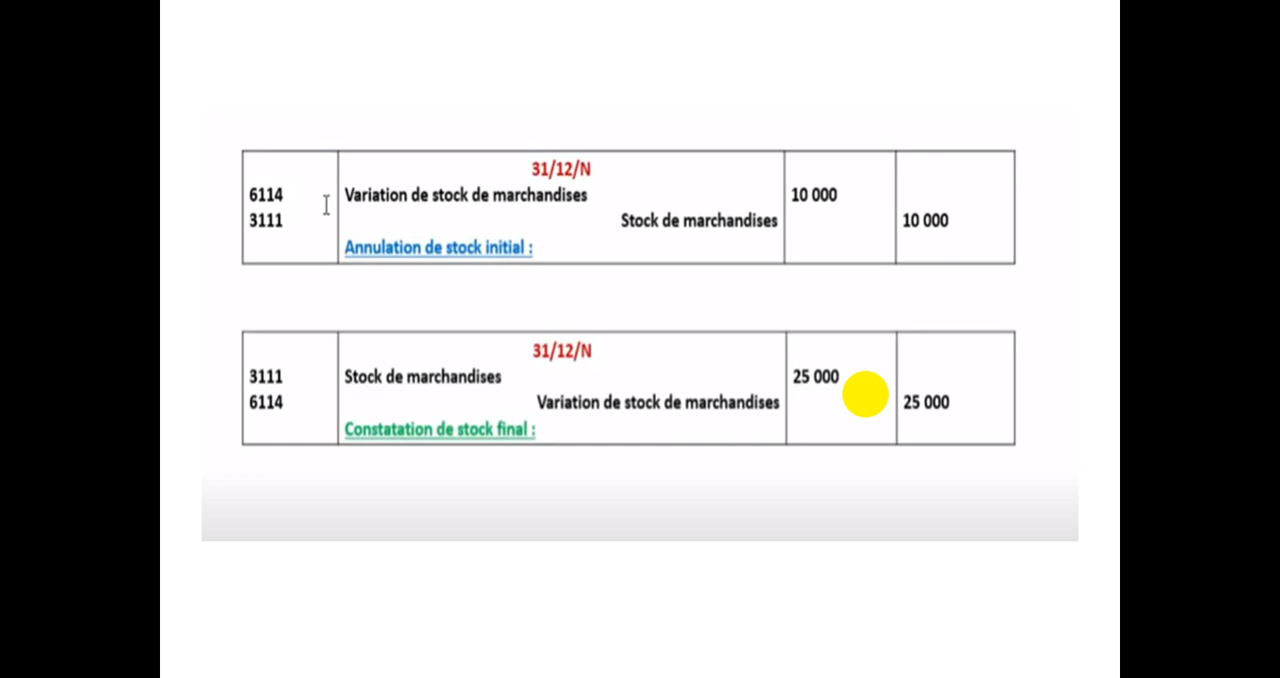 31/12/N
6114 Variation de stock de marchandises 10 000
3111 Stock de marchandises 10 000
Annulation de stock initial :
31/12/N
3111 Stock de marchandises 25 000
6114 Variation de stock de marchandises 25 000
Constatation de stock final :